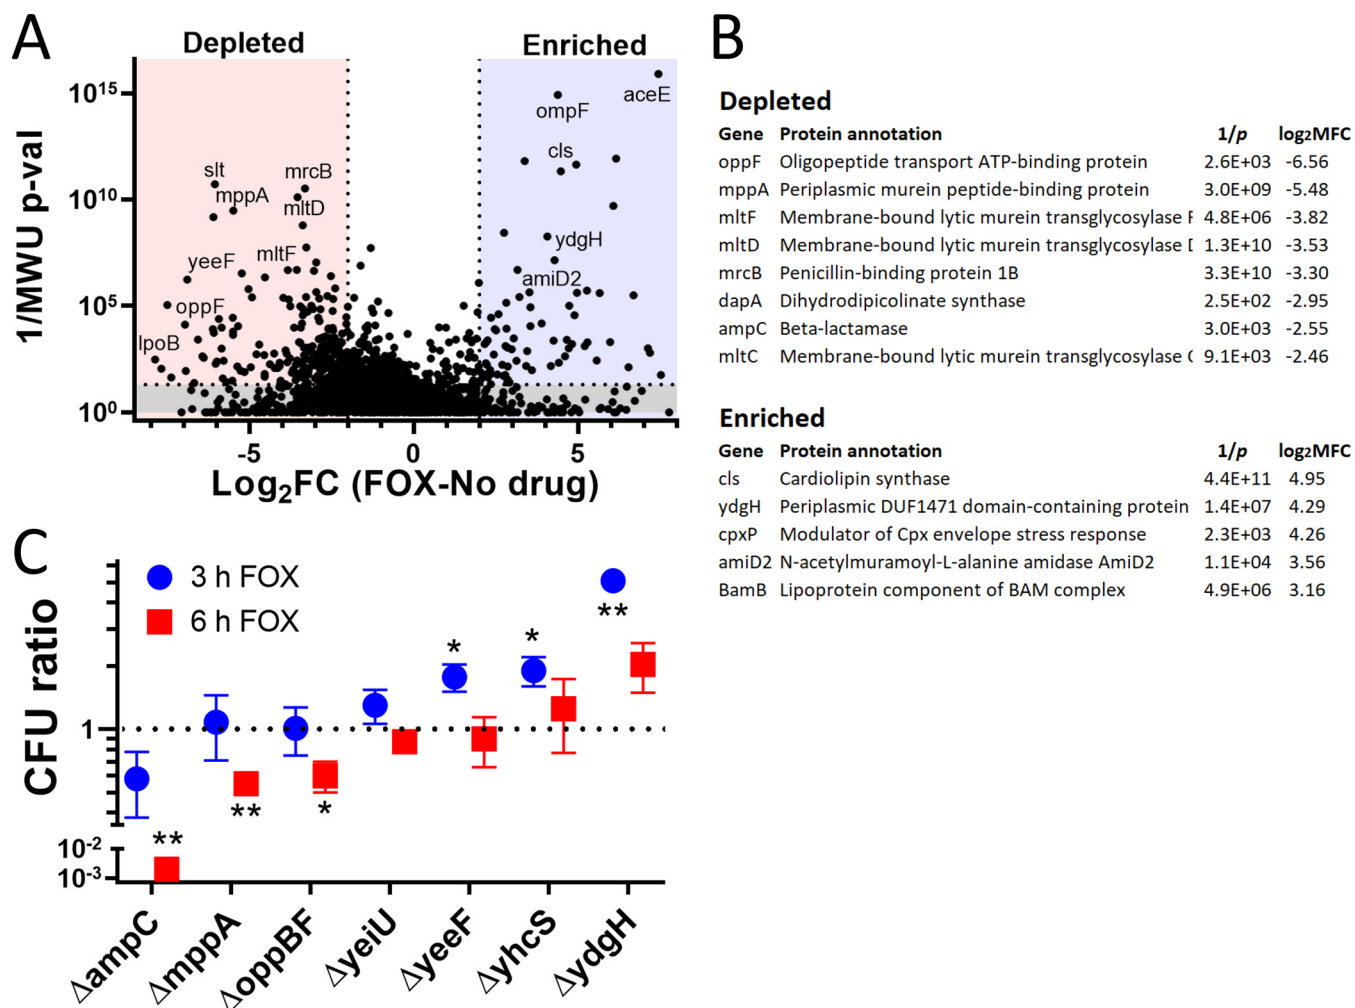 A
Depleted
Enriched
1/MWU p-val
10^15
10^10
10^5
10^0
aceE
ompF
cls
slt
mrcB
mppA
mltD
ydgH
yeeF
mltF
amiD2
oppF
lpoB
-5
0
5
Log₂FC (FOX-No drug)
B
Depleted
Gene Protein annotation 1/p log₂MFC
oppF Oligopeptide transport ATP-binding protein 2.6E+03 -6.56
mppA Periplasmic murein peptide-binding protein 3.0E+09 -5.48
mltF Membrane-bound lytic murein transglycosylase F 4.8E+06 -3.82
mltD Membrane-bound lytic murein transglycosylase D 1.3E+10 -3.53
mrcB Penicillin-binding protein 1B 3.3E+10 -3.30
dapA Dihydrodipicolinate synthase 2.5E+02 -2.95
ampC Beta-lactamase 3.0E+03 -2.55
mltC Membrane-bound lytic murein transglycosylase C 9.1E+03 -2.46
Enriched
Gene Protein annotation 1/p log₂MFC
cls Cardiolipin synthase 4.4E+11 4.95
ydgH Periplasmic DUF1471 domain-containing protein 1.4E+07 4.29
cpxP Modulator of Cpx envelope stress response 2.3E+03 4.26
amiD2 N-acetylmuramoyl-L-alanine amidase AmiD2 1.1E+04 3.56
BamB Lipoprotein component of BAM complex 4.9E+06 3.16
C
3 h FOX
6 h FOX
CFU ratio
1
10^-2
10^-3
**
**
*
*
*
**
ΔampC
ΔmppA
ΔoppBF
ΔyeiU
ΔyeeF
ΔyhcS
ΔydgH